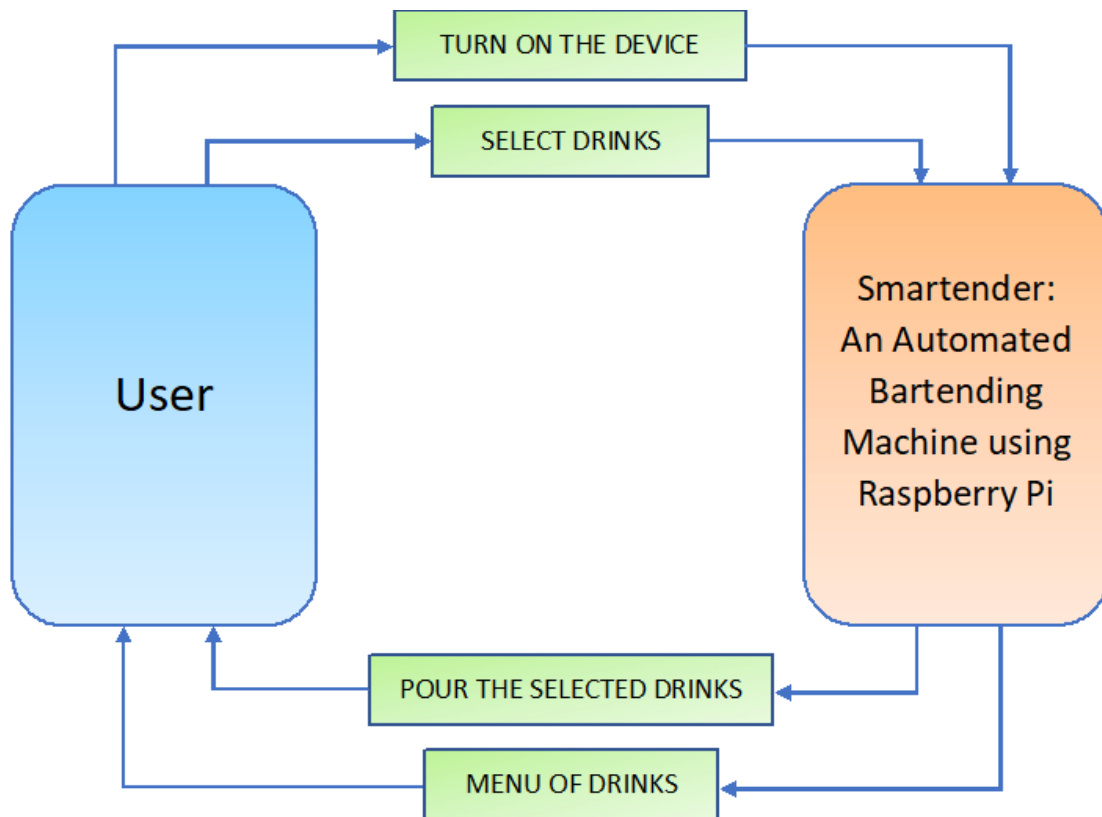 TURN ON THE DEVICE
SELECT DRINKS
User
Smartender:
An Automated
Bartending
Machine using
Raspberry Pi
POUR THE SELECTED DRINKS
MENU OF DRINKS